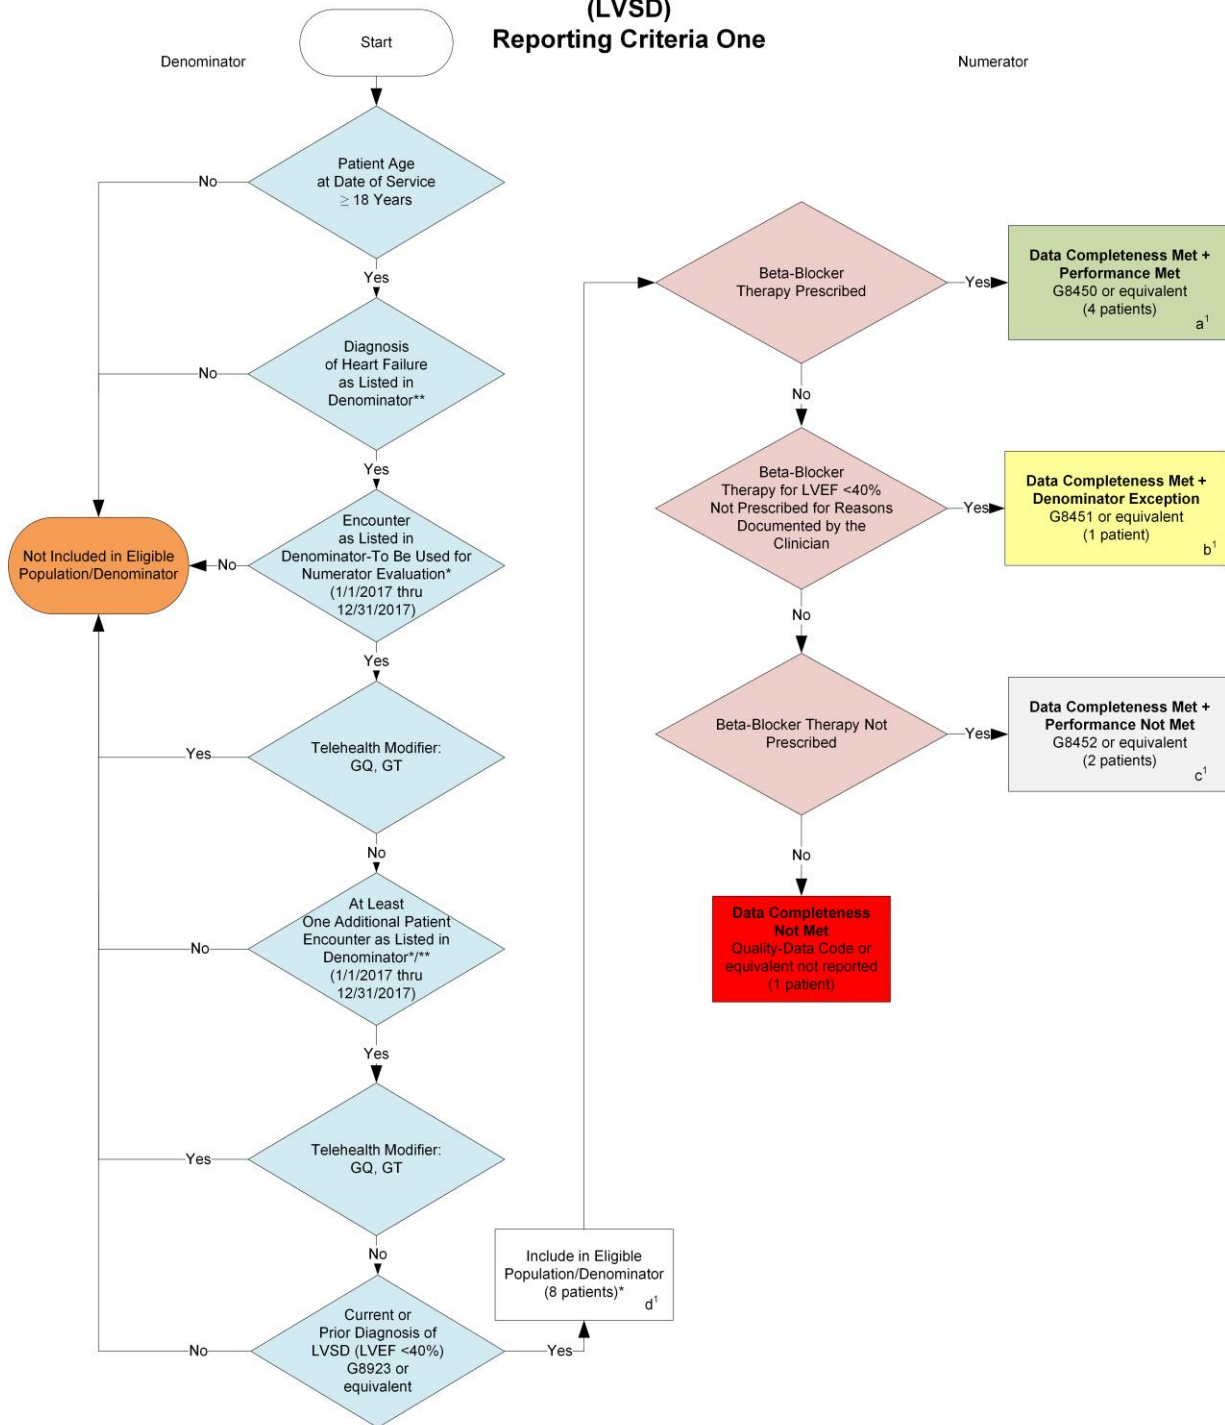 (LVSD)
Reporting Criteria One
Denominator
Numerator
Start
Patient Age
at Date of Service
≥ 18 Years
No
Yes
Diagnosis
of Heart Failure
as Listed in
Denominator**
No
Yes
Encounter
as Listed in
Denominator-To Be Used for
Numerator Evaluation*
(1/1/2017 thru
12/31/2017)
No
Not Included in Eligible
Population/Denominator
Yes
Telehealth Modifier:
GQ, GT
Yes
No
At Least
One Additional Patient
Encounter as Listed in
Denominator*/**
(1/1/2017 thru
12/31/2017)
No
Yes
Telehealth Modifier:
GQ, GT
Yes
No
Current or
Prior Diagnosis of
LVSD (LVEF <40%)
G8923 or
equivalent
No
Yes
Include in Eligible
Population/Denominator
(8 patients)*
d¹
Beta-Blocker
Therapy Prescribed
Yes
Data Completeness Met +
Performance Met
G8450 or equivalent
(4 patients)
a¹
No
Beta-Blocker
Therapy for LVEF <40%
Not Prescribed for Reasons
Documented by the
Clinician
Yes
Data Completeness Met +
Denominator Exception
G8451 or equivalent
(1 patient)
b¹
No
Beta-Blocker Therapy Not
Prescribed
Yes
Data Completeness Met +
Performance Not Met
G8452 or equivalent
(2 patients)
c¹
No
Data Completeness
Not Met
Quality-Data Code or
equivalent not reported
(1 patient)